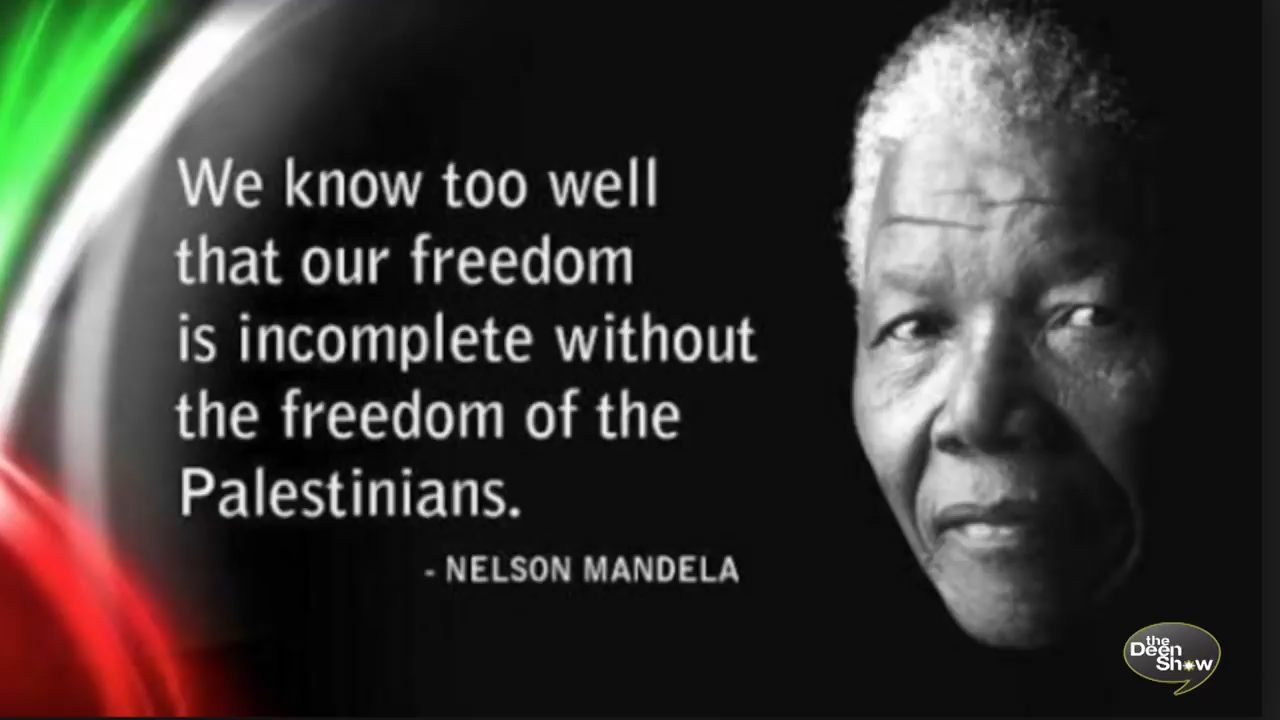 We know too well
that our freedom
is incomplete without
the freedom of the
Palestinians.
- NELSON MANDELA
the
Deen
Show